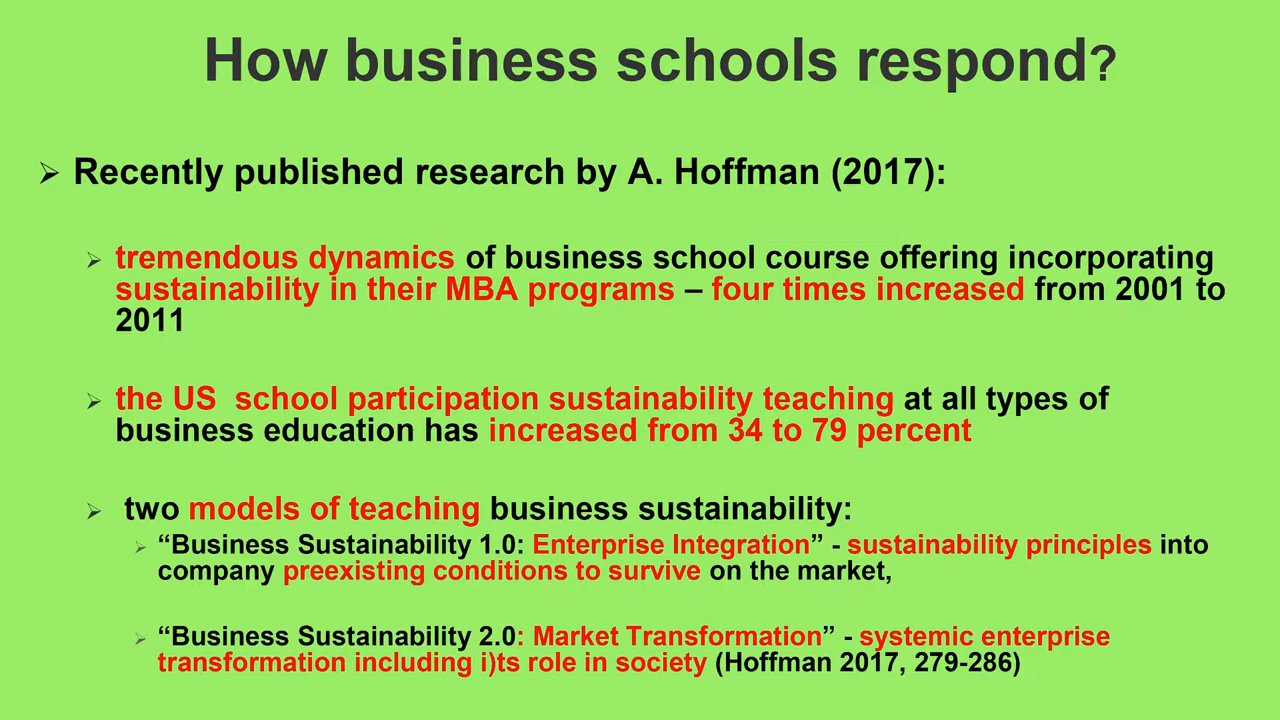 How business schools respond?
➢ Recently published research by A. Hoffman (2017):
➢ tremendous dynamics of business school course offering incorporating
sustainability in their MBA programs – four times increased from 2001 to
2011
➢ the US  school participation sustainability teaching at all types of
business education has increased from 34 to 79 percent
➢ two models of teaching business sustainability:
➢ “Business Sustainability 1.0: Enterprise Integration” - sustainability principles into
company preexisting conditions to survive on the market,
➢ “Business Sustainability 2.0: Market Transformation” - systemic enterprise
transformation including i)ts role in society (Hoffman 2017, 279-286)